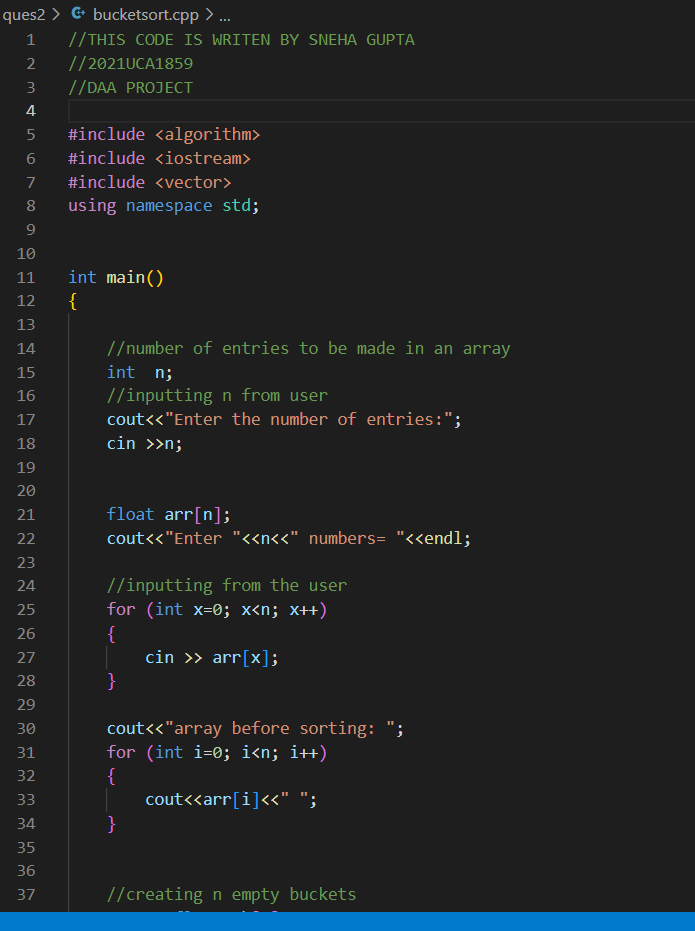 ques2 > bucketsort.cpp > ...
1 //THIS CODE IS WRITEN BY SNEHA GUPTA
2 //2021UCA1859
3 //DAA PROJECT
4
5 #include <algorithm>
6 #include <iostream>
7 #include <vector>
8 using namespace std;
9
10
11 int main()
12 {
13
14 //number of entries to be made in an array
15 int  n;
16 //inputting n from user
17 cout<<"Enter the number of entries:";
18 cin >>n;
19
20
21 float arr[n];
22 cout<<"Enter "<<n<<" numbers= "<<endl;
23
24 //inputting from the user
25 for (int x=0; x<n; x++)
26 {
27 cin >> arr[x];
28 }
29
30 cout<<"array before sorting: ";
31 for (int i=0; i<n; i++)
32 {
33 cout<<arr[i]<<" ";
34 }
35
36
37 //creating n empty buckets